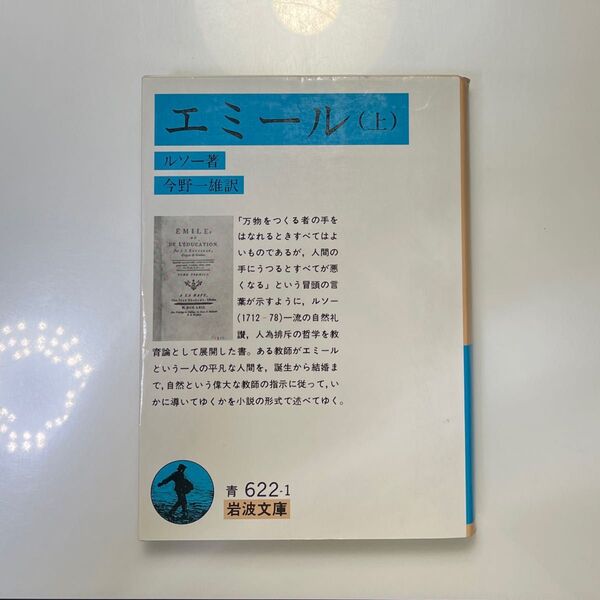 エミール(上)
ルソー著
今野一雄訳
ÉMILE,
OU
DE L'ÉDUCATION.
「万物をつくる者の手を
はなれるときすべてはよ
いものであるが，人間の
手にうつるとすべてが悪
くなる」という冒頭の言
葉が示すように，ルソー
(1712-78)一流の自然礼
讃，人為排斥の哲学を教
育論として展開した書。ある教師がエミール
という一人の平凡な人間を，誕生から結婚ま
で，自然という偉大な教師の指示に従って，い
かに導いてゆくかを小説の形式で述べてゆく。
青 622-1
岩波文庫